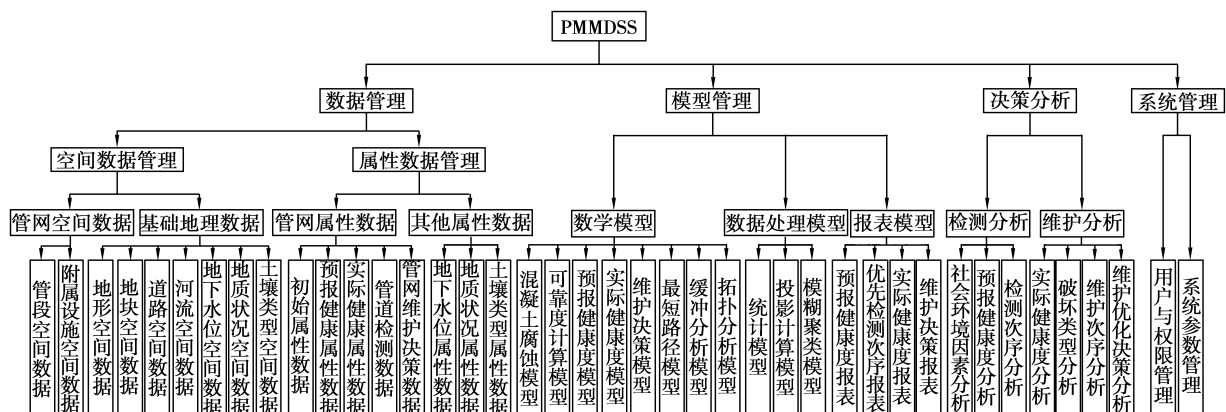 PMMDSS
数据管理
模型管理
决策分析
系统管理
空间数据管理
属性数据管理
管网空间数据
基础地理数据
管网属性数据
其他属性数据
数学模型
数据处理模型
报表模型
检测分析
维护分析
管段空间数据
附属设施空间数据
地形空间数据
地块空间数据
道路空间数据
河流空间数据
地下水位空间数据
地质状况空间数据
土壤类型空间数据
初始属性数据
预报健康属性数据
实际健康属性数据
管道检测数据
管网维护决策数据
地下水位属性数据
地质状况属性数据
土壤类型属性数据
混凝土腐蚀模型
可靠度计算模型
预报健康度模型
实际健康度模型
维护决策模型
最短路径模型
缓冲分析模型
拓扑分析模型
统计模型
投影计算模型
模糊聚类模型
预报健康度报表
优先检测次序报表
实际健康度报表
维护决策报表
社会环境因素分析
预报健康度分析
检测次序分析
实际健康度分析
破坏类型分析
维护次序分析
维护优化决策分析
用户与权限管理
系统参数管理